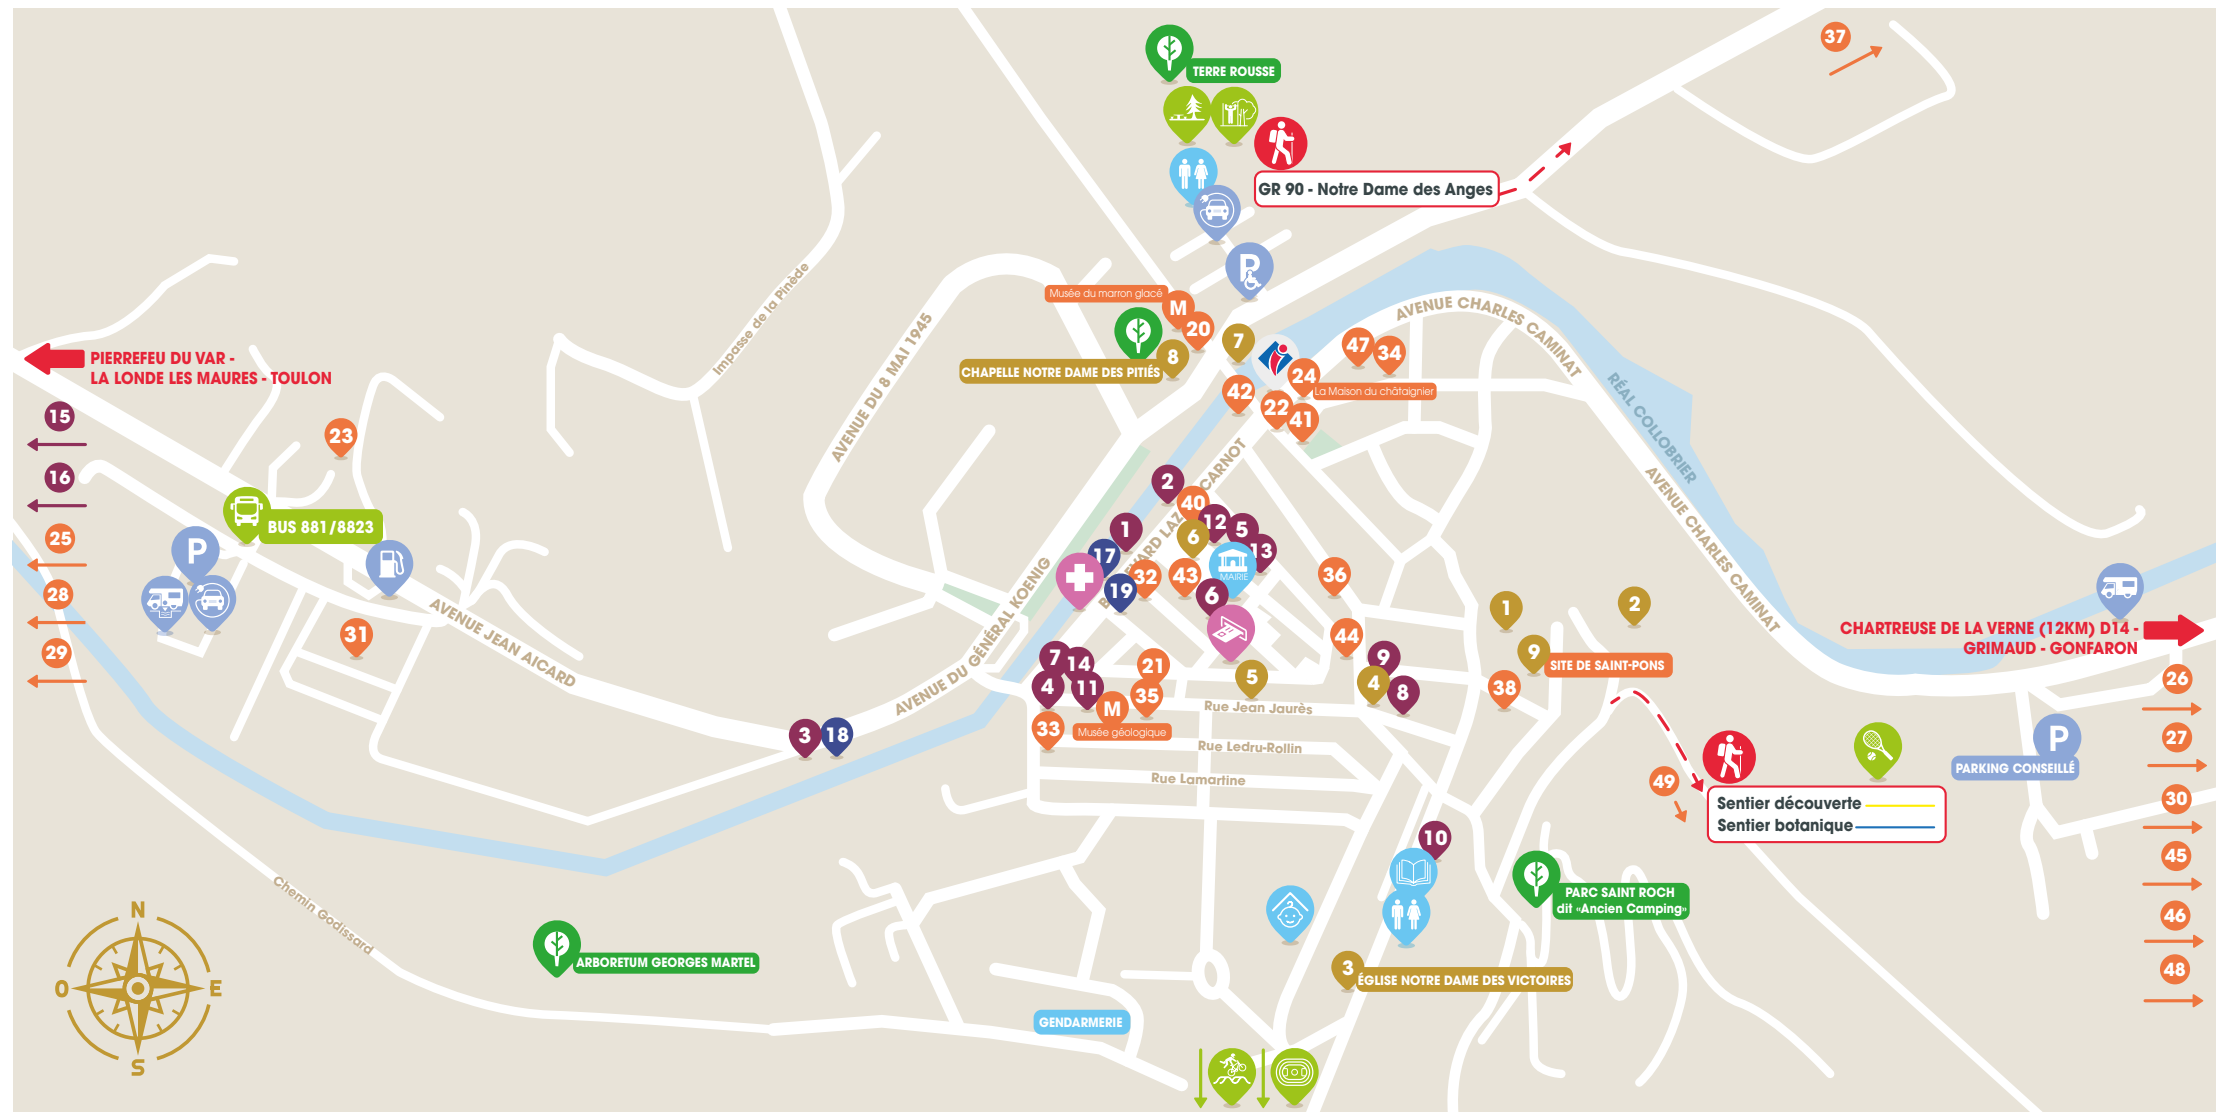 37
TERRE ROUSSE
GR 90 - Notre Dame des Anges
P
Impasse de la Pinède
AVENUE DU 8 MAI 1945
Musée du marron glacé
M
20
7
8
CHAPELLE NOTRE DAME DES PITIÉS
AVENUE CHARLES CAMINAT
47
34
24
La Maison du châtaignier
42
22
41
RÉAL COLLOBRIER
AVENUE CHARLES CAMINAT
PIERREFEU DU VAR -
LA LONDE LES MAURES - TOULON
15
16
25
28
29
23
BUS 881/8823
P
31
AVENUE JEAN AICARD
AVENUE DU GÉNÉRAL KOENIG
2
40
CARNOT
12
5
13
1
6
17
MAIRIE
19
32
43
6
36
44
1
2
9
SITE DE SAINT-PONS
38
7
14
4
11
21
35
M
Musée géologique
33
5
9
4
8
Rue Jean Jaurès
Rue Ledru-Rollin
Rue Lamartine
3
18
CHARTREUSE DE LA VERNE (12KM) D14 -
GRIMAUD - GONFARON
26
27
30
45
46
48
P
PARKING CONSEILLÉ
49
Sentier découverte
Sentier botanique
10
PARC SAINT ROCH
dit «Ancien Camping»
3
ÉGLISE NOTRE DAME DES VICTOIRES
Chemin Godissard
ARBORETUM GEORGES MARTEL
GENDARMERIE
N
O
E
S